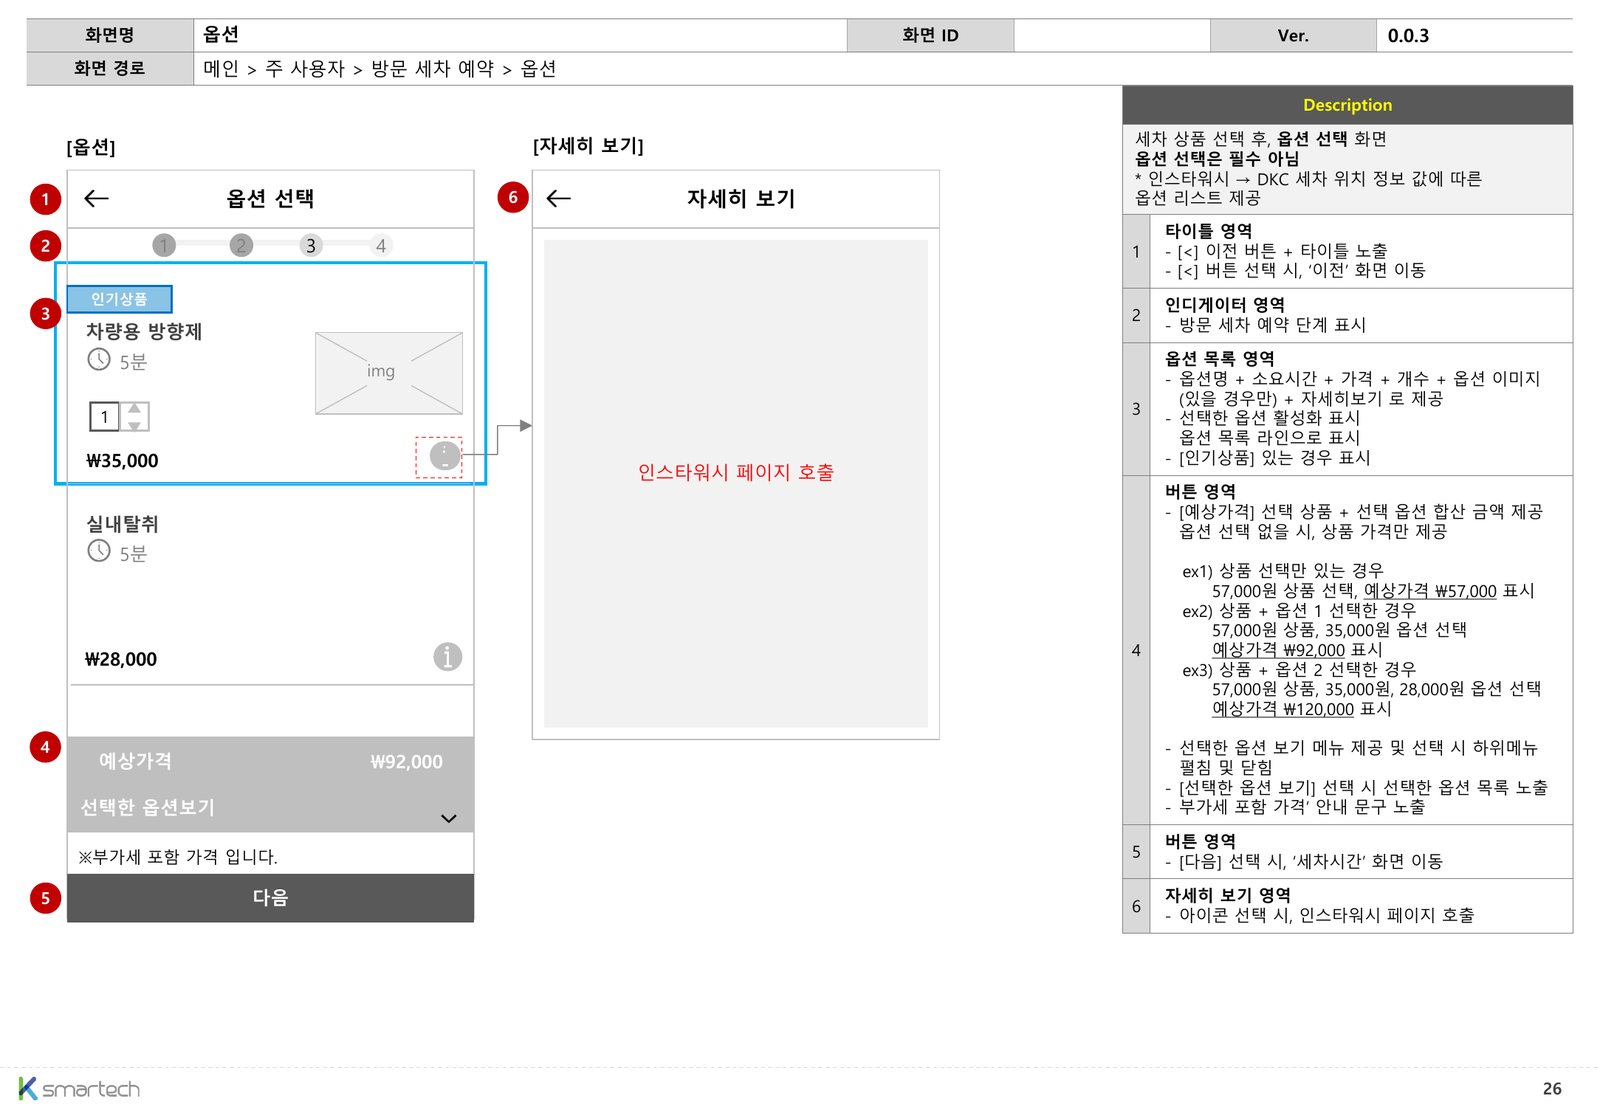 화면명
옵션
화면 ID
Ver.
0.0.3
화면 경로
메인 > 주 사용자 > 방문 세차 예약 > 옵션
[옵션]
1
옵션 선택
2
1
2
3
4
3
인기상품
차량용 방향제
5분
img
1
₩35,000
실내탈취
5분
₩28,000
4
예상가격
₩92,000
선택한 옵션보기
※부가세 포함 가격 입니다.
5
다음
[자세히 보기]
6
자세히 보기
인스타워시 페이지 호출
Description
세차 상품 선택 후, 옵션 선택 화면
옵션 선택은 필수 아님
* 인스타워시 → DKC 세차 위치 정보 값에 따른
옵션 리스트 제공
1
타이틀 영역
- [<] 이전 버튼 + 타이틀 노출
- [<] 버튼 선택 시, ‘이전’ 화면 이동
2
인디게이터 영역
- 방문 세차 예약 단계 표시
3
옵션 목록 영역
- 옵션명 + 소요시간 + 가격 + 개수 + 옵션 이미지
(있을 경우만) + 자세히보기 로 제공
- 선택한 옵션 활성화 표시
옵션 목록 라인으로 표시
- [인기상품] 있는 경우 표시
4
버튼 영역
- [예상가격] 선택 상품 + 선택 옵션 합산 금액 제공
옵션 선택 없을 시, 상품 가격만 제공
ex1) 상품 선택만 있는 경우
57,000원 상품 선택, 예상가격 ₩57,000 표시
ex2) 상품 + 옵션 1 선택한 경우
57,000원 상품, 35,000원 옵션 선택
예상가격 ₩92,000 표시
ex3) 상품 + 옵션 2 선택한 경우
57,000원 상품, 35,000원, 28,000원 옵션 선택
예상가격 ₩120,000 표시
- 선택한 옵션 보기 메뉴 제공 및 선택 시 하위메뉴
펼침 및 닫힘
- [선택한 옵션 보기] 선택 시 선택한 옵션 목록 노출
- 부가세 포함 가격’ 안내 문구 노출
5
버튼 영역
- [다음] 선택 시, ‘세차시간’ 화면 이동
6
자세히 보기 영역
- 아이콘 선택 시, 인스타워시 페이지 호출
K smartech
26